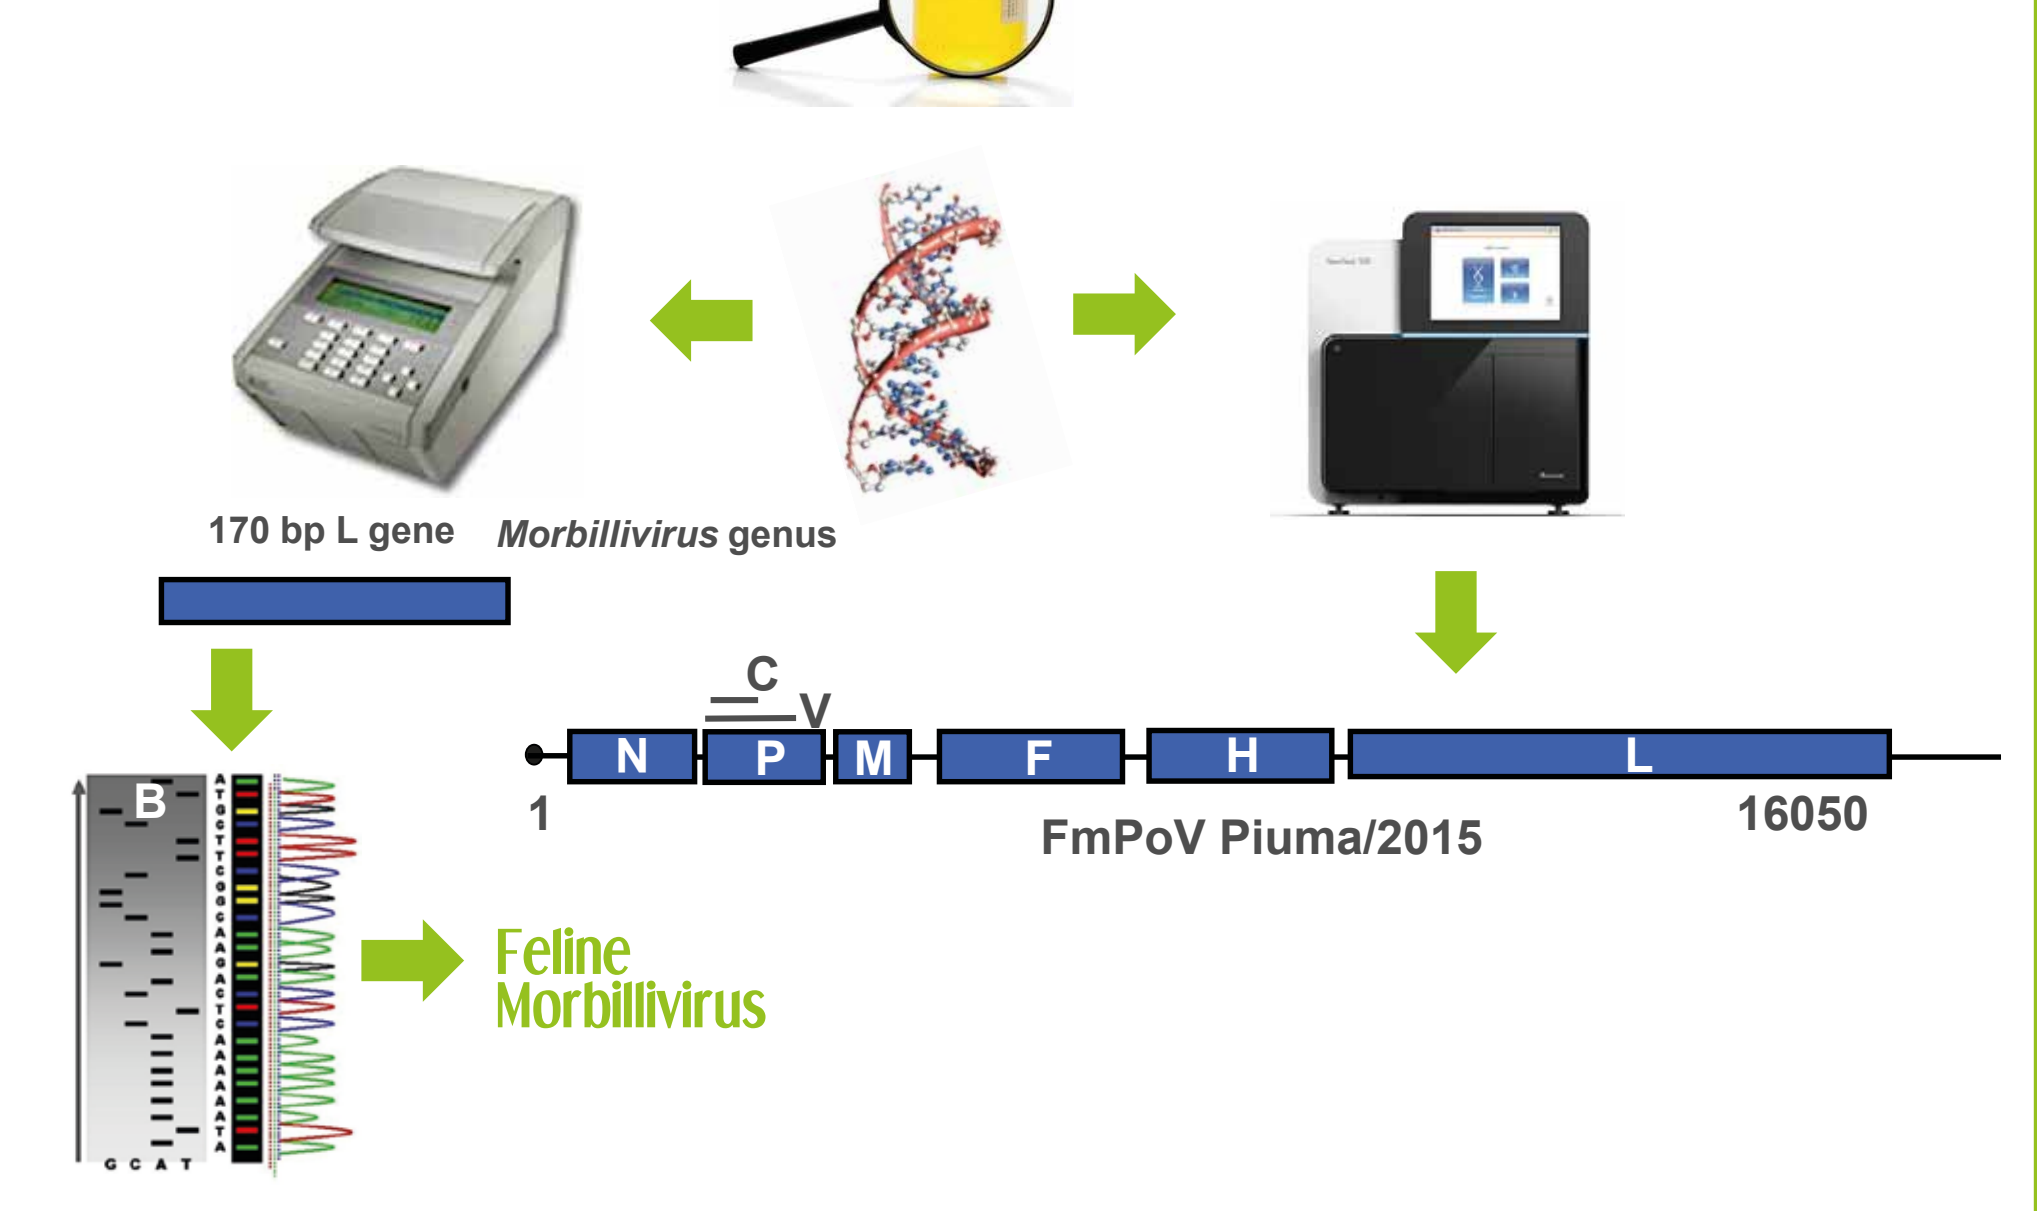 170 bp L gene
Morbillivirus genus
C
V
N P M F H L
1
16050
FmPoV Piuma/2015
B
A
T
G
C
T
T
C
G
G
C
A
A
G
A
C
T
C
A
A
A
A
A
A
T
A
G C A T
Feline
Morbillivirus